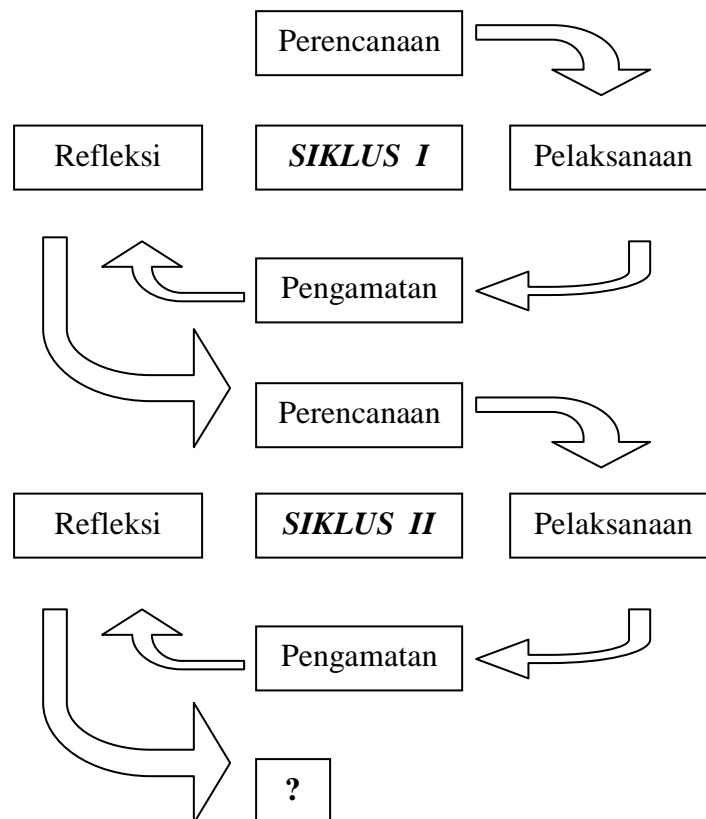 Perencanaan
Refleksi
SIKLUS I
Pelaksanaan
Pengamatan
Perencanaan
Refleksi
SIKLUS II
Pelaksanaan
Pengamatan
?